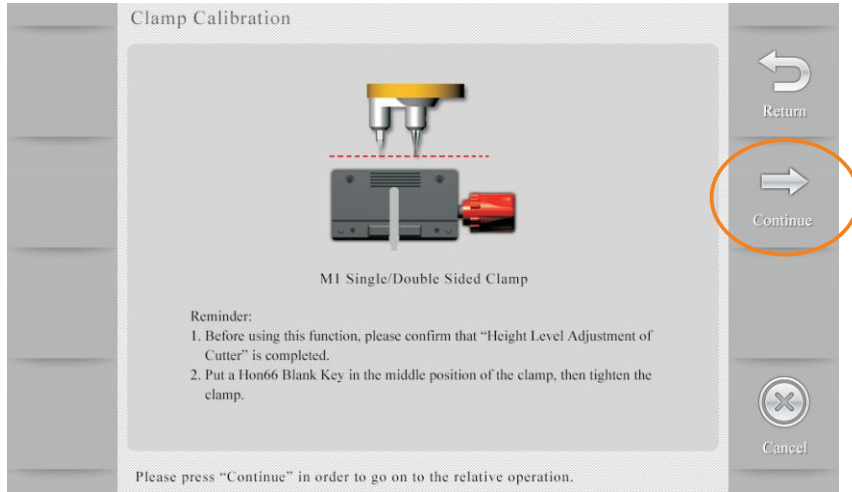 Clamp Calibration
Return
Continue
M1 Single/Double Sided Clamp
Reminder:
1. Before using this function, please confirm that “Height Level Adjustment of
Cutter” is completed.
2. Put a Hon66 Blank Key in the middle position of the clamp, then tighten the
clamp.
Cancel
Please press “Continue” in order to go on to the relative operation.